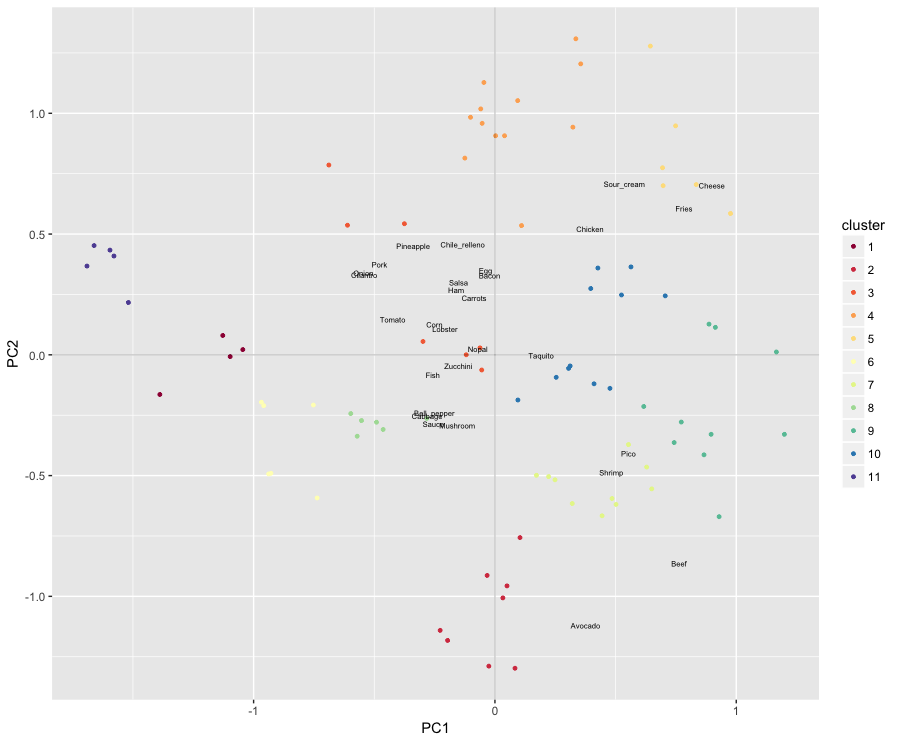 1.0
0.5
0.0
-0.5
-1.0
PC2
-1
0
1
PC1
Sour_cream
Cheese
Fries
Chicken
Pineapple
Chile_relleno
Pork
Onion
Cilantro
Egg
Bacon
Salsa
Ham
Carrots
Tomato
Corn
Lobster
Nopal
Taquito
Zucchini
Fish
Bell_pepper
Cabbage
Sauce
Mushroom
Pico
Shrimp
Beef
Avocado
cluster
1
2
3
4
5
6
7
8
9
10
11